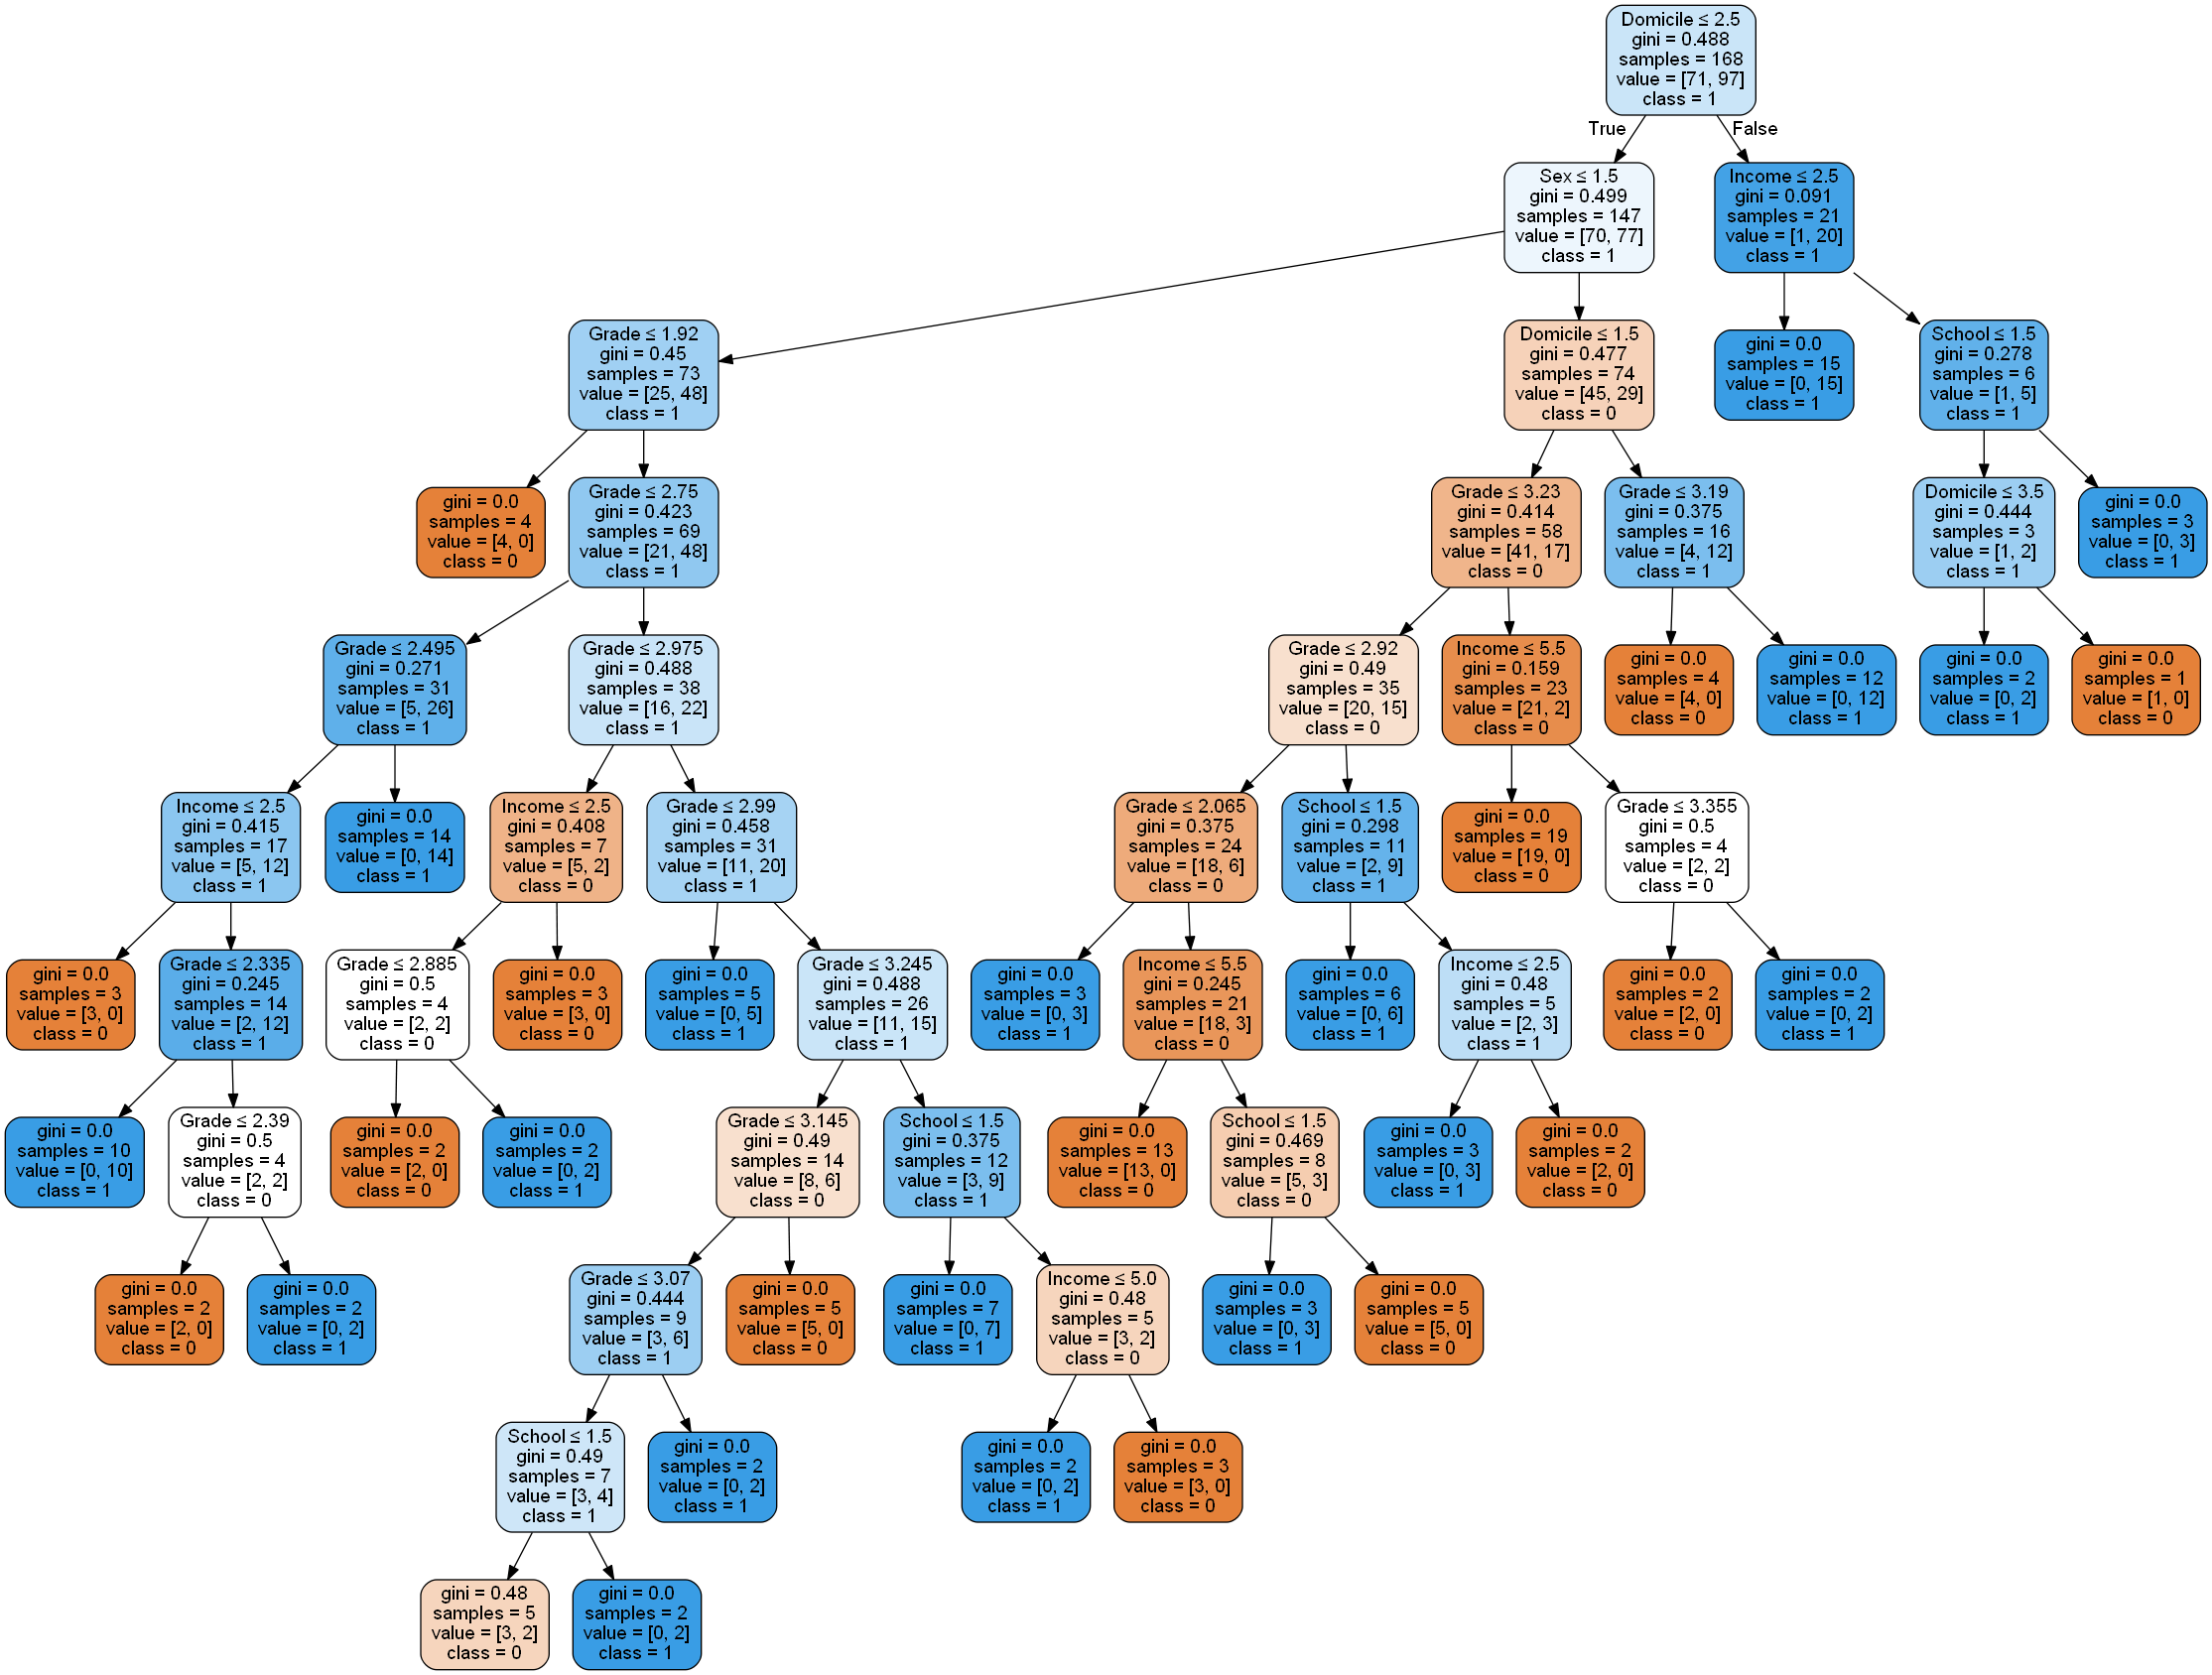 Domicile ≤ 2.5
gini = 0.488
samples = 168
value = [71, 97]
class = 1
True
False
Sex ≤ 1.5
gini = 0.499
samples = 147
value = [70, 77]
class = 1
Income ≤ 2.5
gini = 0.091
samples = 21
value = [1, 20]
class = 1
Grade ≤ 1.92
gini = 0.45
samples = 73
value = [25, 48]
class = 1
Domicile ≤ 1.5
gini = 0.477
samples = 74
value = [45, 29]
class = 0
gini = 0.0
samples = 15
value = [0, 15]
class = 1
School ≤ 1.5
gini = 0.278
samples = 6
value = [1, 5]
class = 1
gini = 0.0
samples = 4
value = [4, 0]
class = 0
Grade ≤ 2.75
gini = 0.423
samples = 69
value = [21, 48]
class = 1
Grade ≤ 3.23
gini = 0.414
samples = 58
value = [41, 17]
class = 0
Grade ≤ 3.19
gini = 0.375
samples = 16
value = [4, 12]
class = 1
Domicile ≤ 3.5
gini = 0.444
samples = 3
value = [1, 2]
class = 1
gini = 0.0
samples = 3
value = [0, 3]
class = 1
Grade ≤ 2.495
gini = 0.271
samples = 31
value = [5, 26]
class = 1
Grade ≤ 2.975
gini = 0.488
samples = 38
value = [16, 22]
class = 1
Grade ≤ 2.92
gini = 0.49
samples = 35
value = [20, 15]
class = 0
Income ≤ 5.5
gini = 0.159
samples = 23
value = [21, 2]
class = 0
gini = 0.0
samples = 4
value = [4, 0]
class = 0
gini = 0.0
samples = 12
value = [0, 12]
class = 1
gini = 0.0
samples = 2
value = [0, 2]
class = 1
gini = 0.0
samples = 1
value = [1, 0]
class = 0
Income ≤ 2.5
gini = 0.415
samples = 17
value = [5, 12]
class = 1
gini = 0.0
samples = 14
value = [0, 14]
class = 1
Income ≤ 2.5
gini = 0.408
samples = 7
value = [5, 2]
class = 0
Grade ≤ 2.99
gini = 0.458
samples = 31
value = [11, 20]
class = 1
Grade ≤ 2.065
gini = 0.375
samples = 24
value = [18, 6]
class = 0
School ≤ 1.5
gini = 0.298
samples = 11
value = [2, 9]
class = 1
gini = 0.0
samples = 19
value = [19, 0]
class = 0
Grade ≤ 3.355
gini = 0.5
samples = 4
value = [2, 2]
class = 0
gini = 0.0
samples = 3
value = [3, 0]
class = 0
Grade ≤ 2.335
gini = 0.245
samples = 14
value = [2, 12]
class = 1
Grade ≤ 2.885
gini = 0.5
samples = 4
value = [2, 2]
class = 0
gini = 0.0
samples = 3
value = [3, 0]
class = 0
gini = 0.0
samples = 5
value = [0, 5]
class = 1
Grade ≤ 3.245
gini = 0.488
samples = 26
value = [11, 15]
class = 1
gini = 0.0
samples = 3
value = [0, 3]
class = 1
Income ≤ 5.5
gini = 0.245
samples = 21
value = [18, 3]
class = 0
gini = 0.0
samples = 6
value = [0, 6]
class = 1
Income ≤ 2.5
gini = 0.48
samples = 5
value = [2, 3]
class = 1
gini = 0.0
samples = 2
value = [2, 0]
class = 0
gini = 0.0
samples = 2
value = [0, 2]
class = 1
gini = 0.0
samples = 10
value = [0, 10]
class = 1
Grade ≤ 2.39
gini = 0.5
samples = 4
value = [2, 2]
class = 0
gini = 0.0
samples = 2
value = [2, 0]
class = 0
gini = 0.0
samples = 2
value = [0, 2]
class = 1
Grade ≤ 3.145
gini = 0.49
samples = 14
value = [8, 6]
class = 0
School ≤ 1.5
gini = 0.375
samples = 12
value = [3, 9]
class = 1
gini = 0.0
samples = 13
value = [13, 0]
class = 0
School ≤ 1.5
gini = 0.469
samples = 8
value = [5, 3]
class = 0
gini = 0.0
samples = 3
value = [0, 3]
class = 1
gini = 0.0
samples = 2
value = [2, 0]
class = 0
gini = 0.0
samples = 2
value = [2, 0]
class = 0
gini = 0.0
samples = 2
value = [0, 2]
class = 1
Grade ≤ 3.07
gini = 0.444
samples = 9
value = [3, 6]
class = 1
gini = 0.0
samples = 5
value = [5, 0]
class = 0
gini = 0.0
samples = 7
value = [0, 7]
class = 1
Income ≤ 5.0
gini = 0.48
samples = 5
value = [3, 2]
class = 0
gini = 0.0
samples = 3
value = [0, 3]
class = 1
gini = 0.0
samples = 5
value = [5, 0]
class = 0
School ≤ 1.5
gini = 0.49
samples = 7
value = [3, 4]
class = 1
gini = 0.0
samples = 2
value = [0, 2]
class = 1
gini = 0.0
samples = 2
value = [0, 2]
class = 1
gini = 0.0
samples = 3
value = [3, 0]
class = 0
gini = 0.48
samples = 5
value = [3, 2]
class = 0
gini = 0.0
samples = 2
value = [0, 2]
class = 1